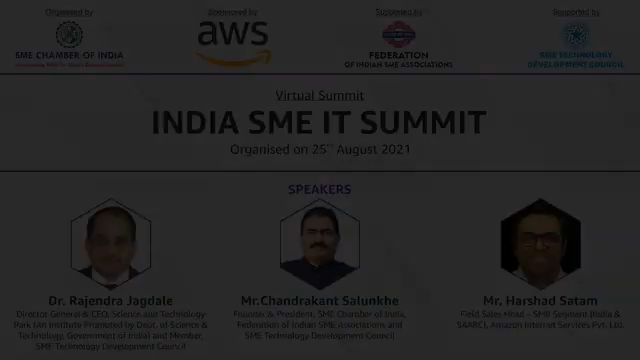 Organised by
Sponsored by
Supported by
Supported by
SME CHAMBER OF INDIA
aws
FEDERATION
OF INDIAN SME ASSOCIATIONS
SME TECHNOLOGY
DEVELOPMENT COUNCIL
Virtual Summit
INDIA SME IT SUMMIT
Organised on 25th August 2021
SPEAKERS
Dr. Rajendra Jagdale
Director General & CEO, Science and Technology
Park (An Institute Promoted by Dept. of Science &
Technology, Government of India) and Member,
SME Technology Development Council
Mr.Chandrakant Salunkhe
Founder & President, SME Chamber of India,
Federation of Indian SME Associations and
SME Technology Development Council
Mr. Harshad Satam
Field Sales Head – SMB Segment (India &
SAARC), Amazon Internet Services Pvt. Ltd.